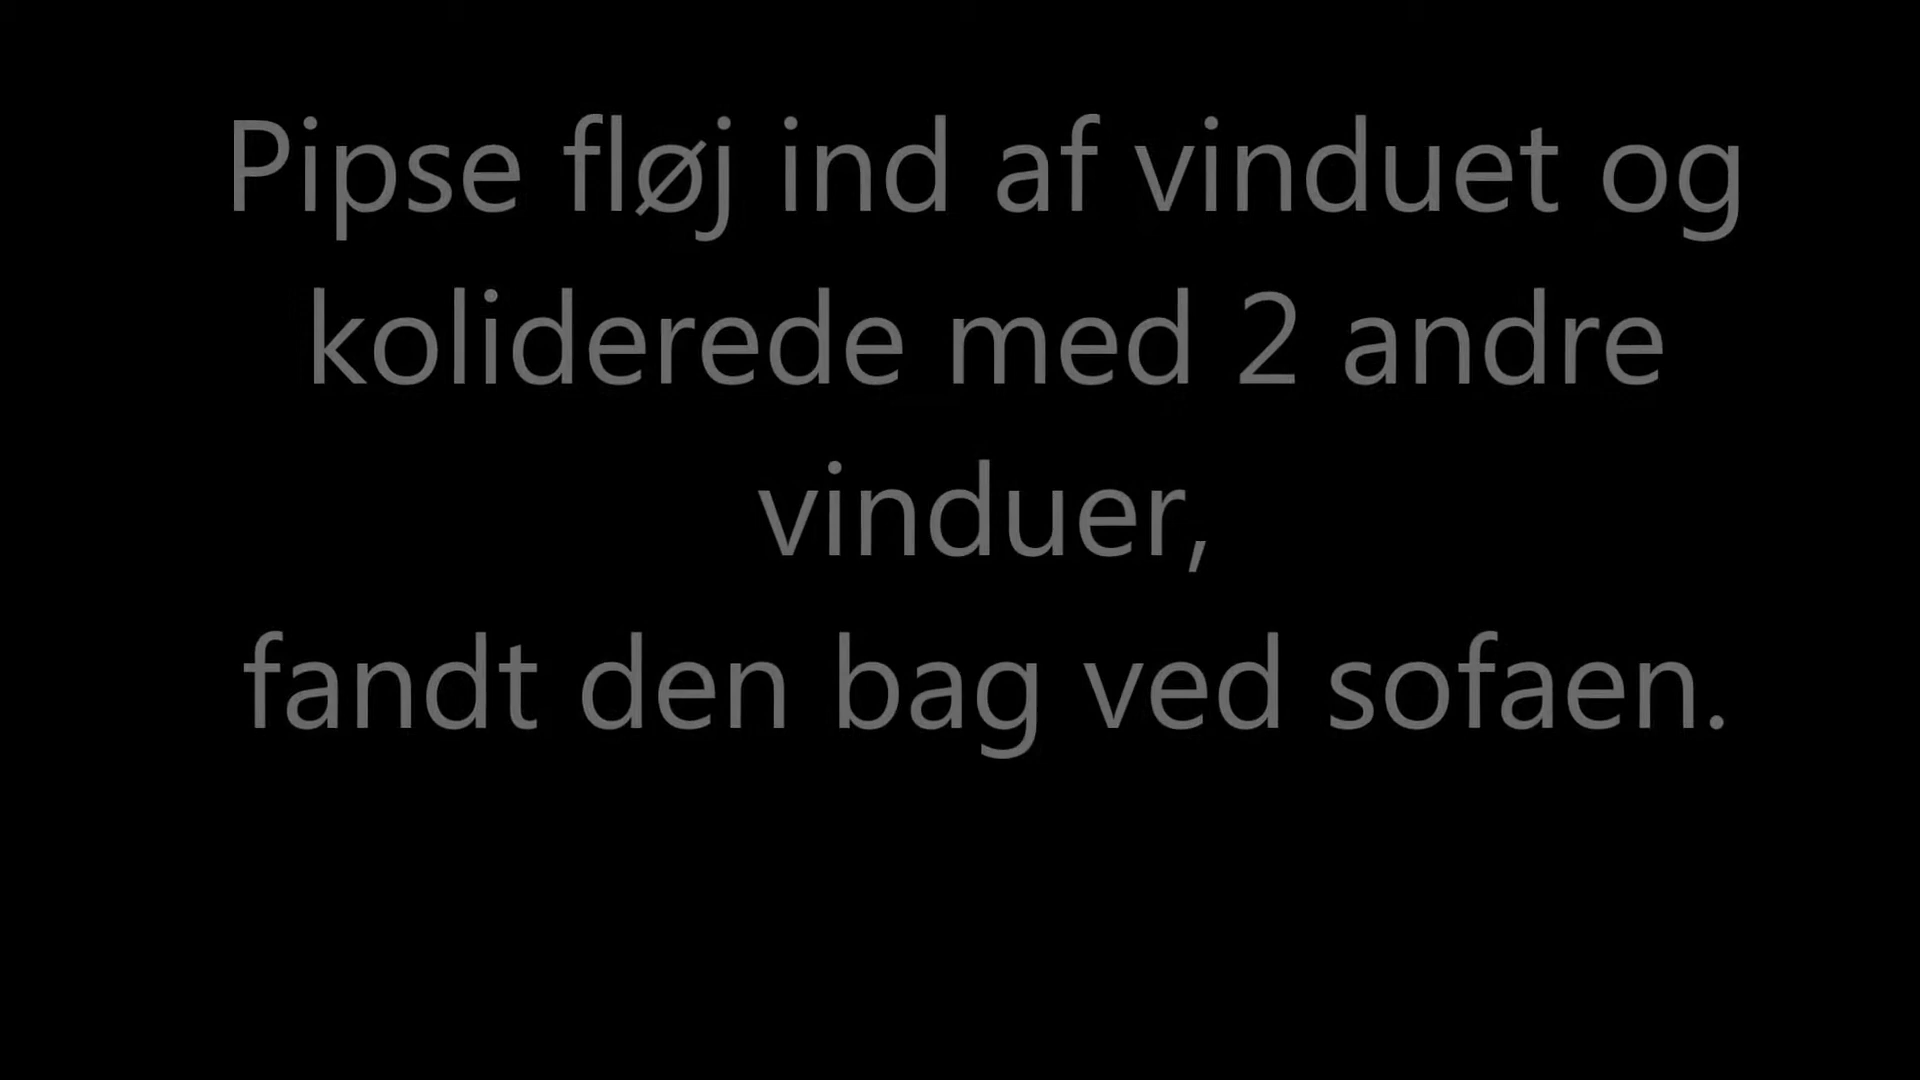 Pipse fløj ind af vinduet og
koliderede med 2 andre
vinduer,
fandt den bag ved sofaen.